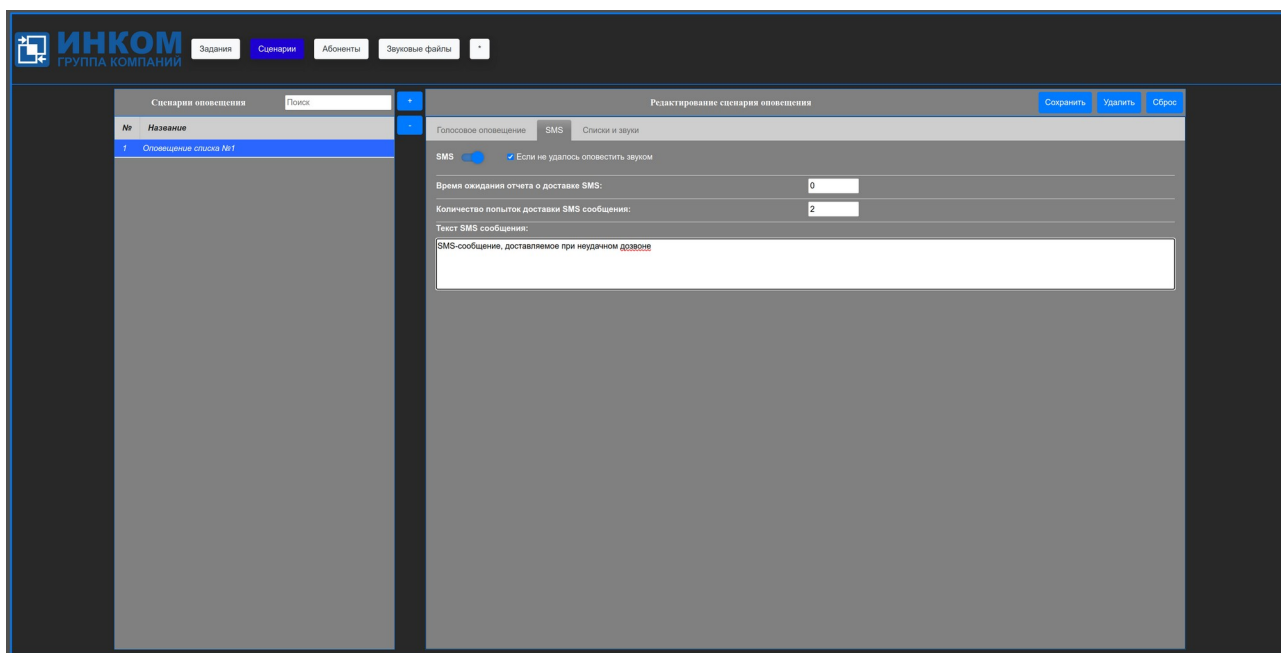 ИНКОМ
ГРУППА КОМПАНИЙ
Задания Сценарии Абоненты Звуковые файлы *
Сценарии оповещения Поиск +
№ Название -
1 Оповещение списка №1
Редактирование сценария оповещения Сохранить Удалить Сброс
Голосовое оповещение SMS Списки и звуки
SMS Если не удалось оповестить звуком
Время ожидания отчета о доставке SMS: 0
Количество попыток доставки SMS сообщения: 2
Текст SMS сообщения:
SMS-сообщение, доставляемое при неудачном дозвоне